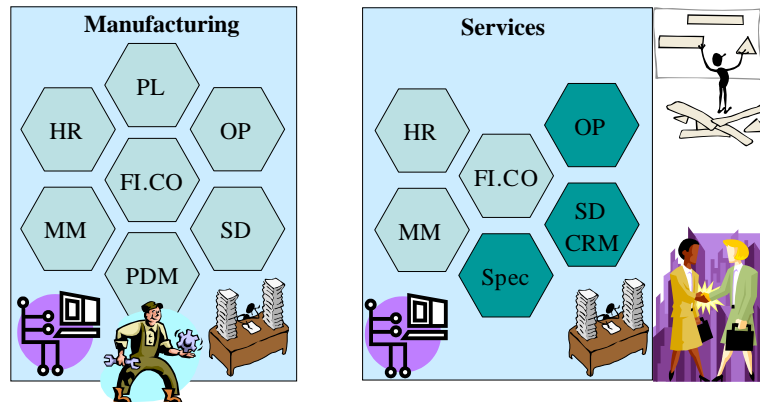 Manufacturing
PL
HR
OP
FI.CO
MM
SD
PDM
Services
OP
HR
FI.CO
SD
CRM
MM
Spec